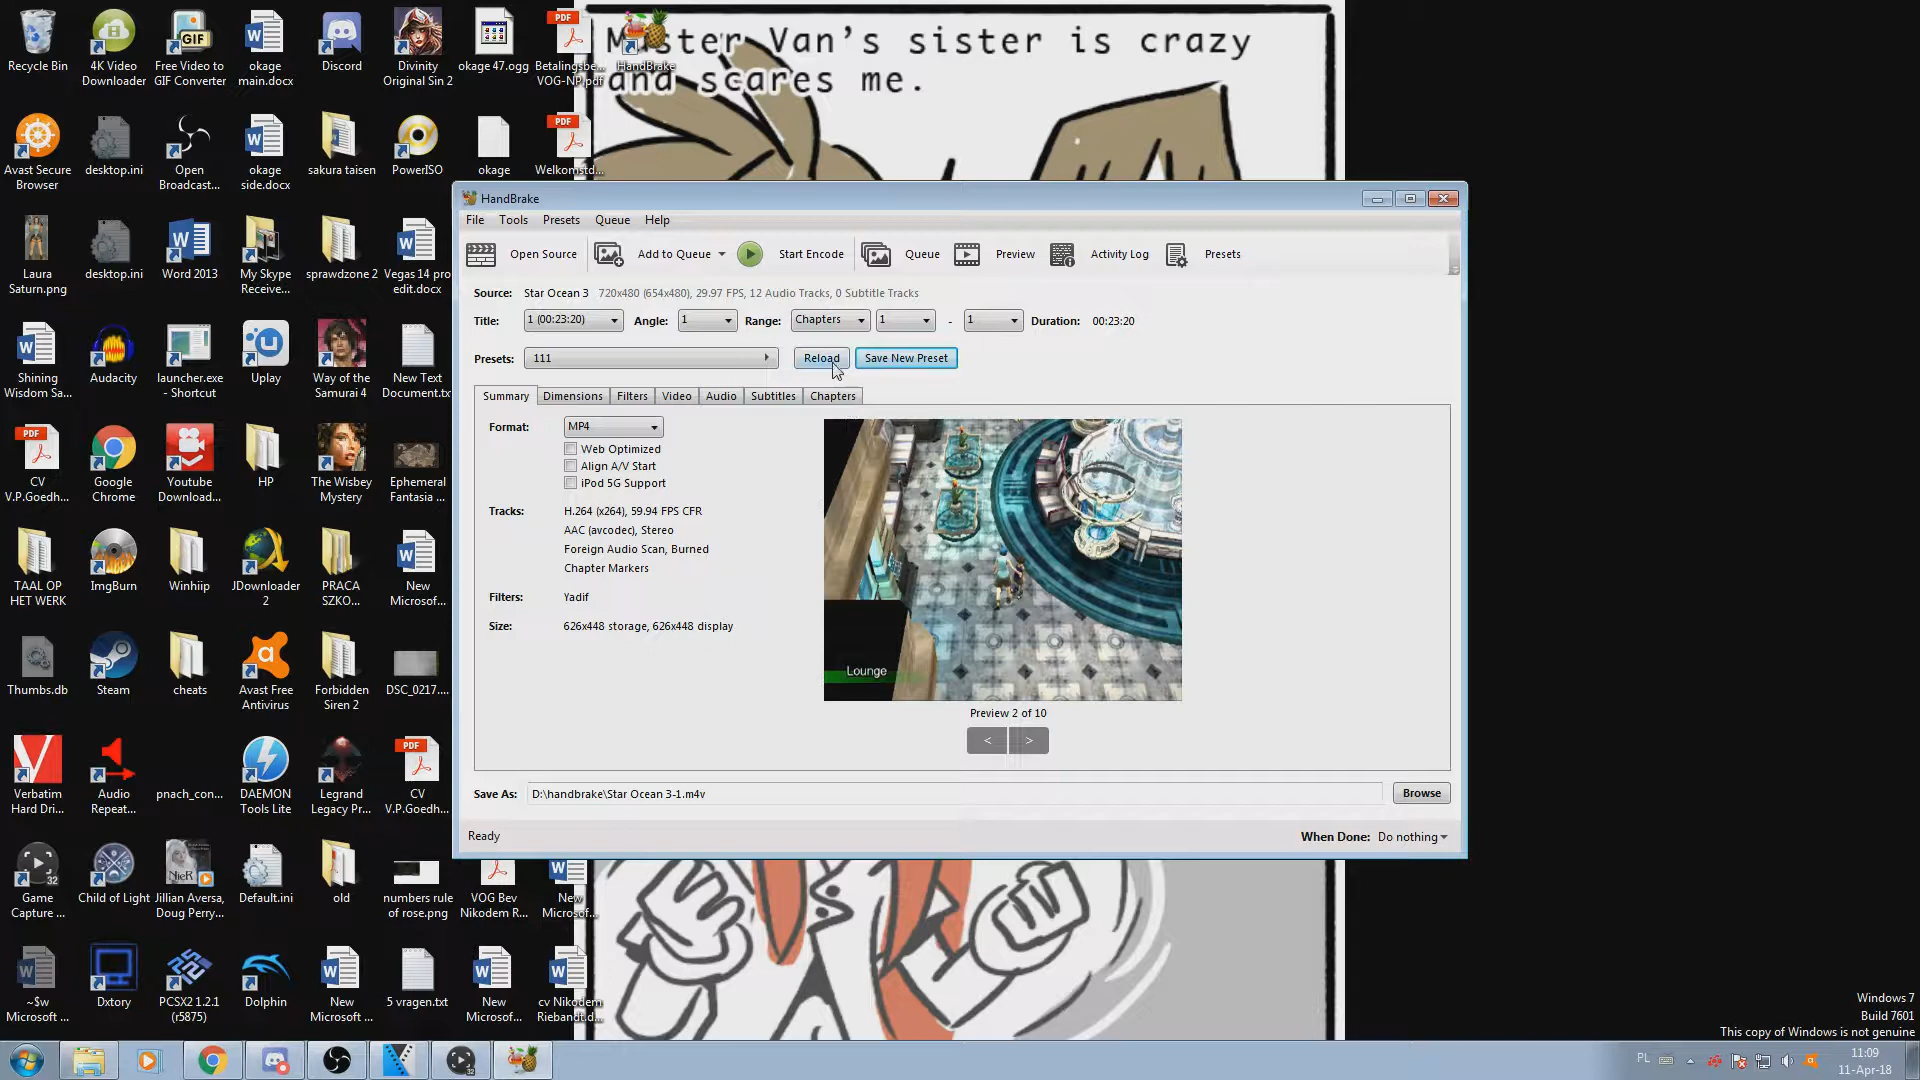 Master Van's sister is crazy
and scares me.
Recycle Bin
4K Video
Downloader
Free Video to
GIF Converter
okage
main.docx
Discord
Divinity
Original Sin 2
okage 47.ogg
Betalingsbe...
VOG-NP.pdf
HandBrake
Avast Secure
Browser
desktop.ini
Open
Broadcast...
okage
side.docx
sakura taisen
PowerISO
okage
Welkomstd...
Laura
Saturn.png
desktop.ini
Word 2013
My Skype
Receive...
sprawdzone 2
Vegas 14 pro
edit.docx
Shining
Wisdom Sa...
Audacity
launcher.exe
- Shortcut
Uplay
Way of the
Samurai 4
New Text
Document.tx
CV
V.P.Goedh...
Google
Chrome
Youtube
Download...
HP
The Wisbey
Mystery
Ephemeral
Fantasia ...
TAAL OP
HET WERK
ImgBurn
Winhiip
JDownloader
2
PRACA
SZKO...
New
Microsof...
Thumbs.db
Steam
cheats
Avast Free
Antivirus
Forbidden
Siren 2
DSC_0217....
Verbatim
Hard Dri...
Audio
Repeat...
pnach_con...
DAEMON
Tools Lite
Legrand
Legacy Pr...
CV
V.P.Goedh...
Game
Capture ...
Child of Light
Jillian Aversa,
Doug Perry...
Default.ini
old
numbers rule
of rose.png
VOG Bev
Nikodem R...
New
Microsof...
~$w
Microsoft ...
Dxtory
PCSX2 1.2.1
(r5875)
Dolphin
New
Microsof...
5 vragen.txt
New
Microsof...
cv Nikodem
Riebandt.d...
HandBrake
File Tools Presets Queue Help
Open Source Add to Queue Start Encode Queue Preview Activity Log Presets
Source: Star Ocean 3 720x480 (654x480), 29.97 FPS, 12 Audio Tracks, 0 Subtitle Tracks
Title: 1 (00:23:20) Angle: 1 Range: Chapters 1 - 1 Duration: 00:23:20
Presets: 111 Reload Save New Preset
Summary Dimensions Filters Video Audio Subtitles Chapters
Format: MP4
Web Optimized
Align A/V Start
iPod 5G Support
Tracks: H.264 (x264), 59.94 FPS CFR
AAC (avcodec), Stereo
Foreign Audio Scan, Burned
Chapter Markers
Filters: Yadif
Size: 626x448 storage, 626x448 display
Lounge
Preview 2 of 10
< >
Save As: D:\handbrake\Star Ocean 3-1.m4v Browse
Ready When Done: Do nothing
Windows 7
Build 7601
This copy of Windows is not genuine
PL 11:09
11-Apr-18